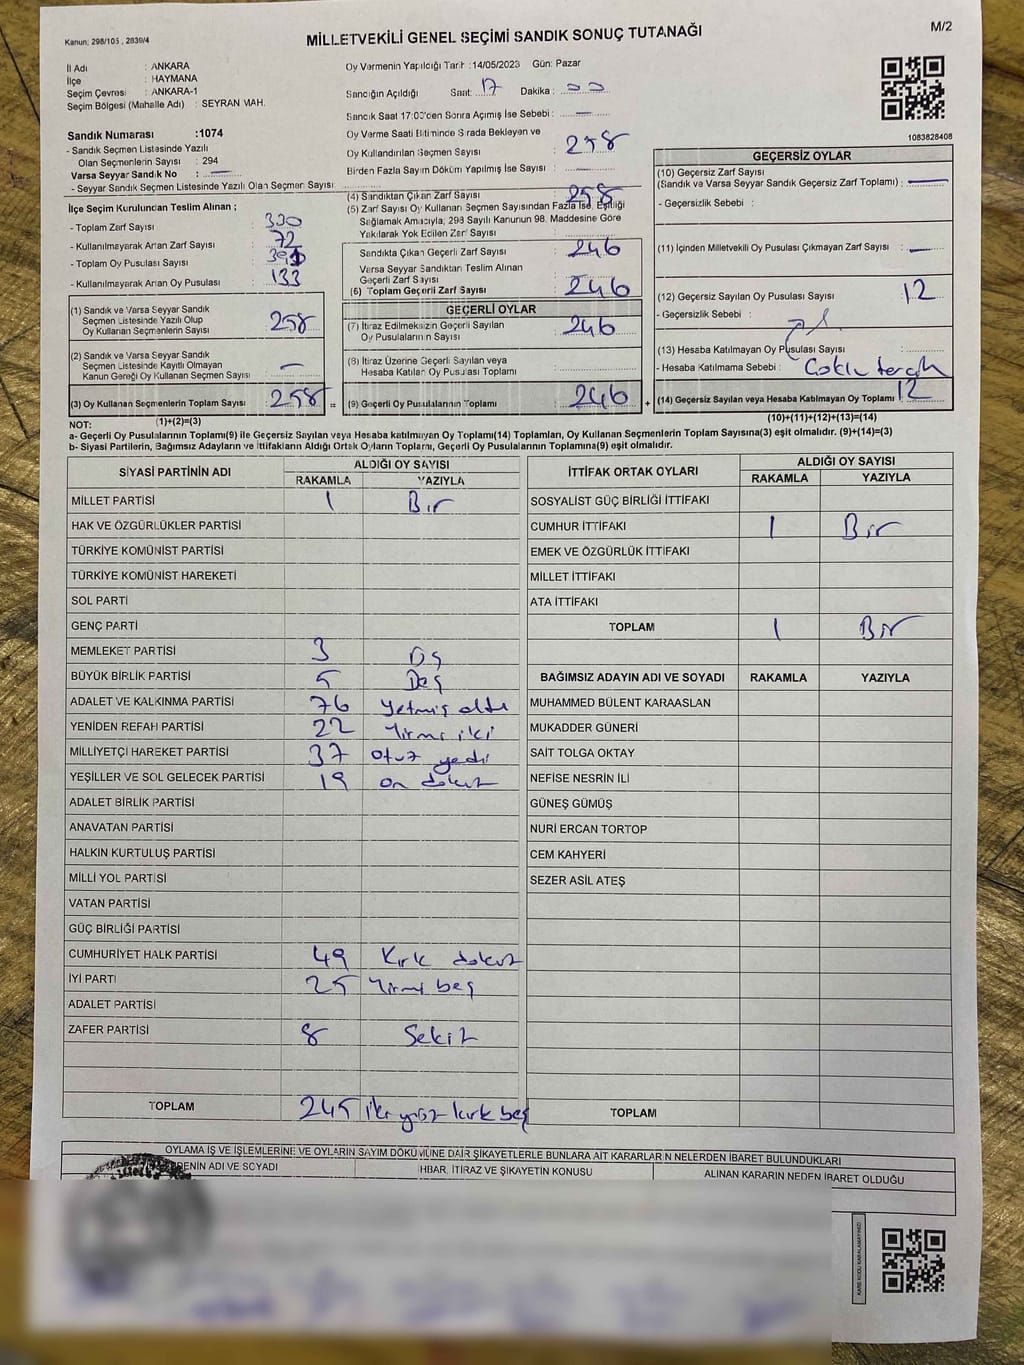 Kanun: 298/105 , 2839/4
MİLLETVEKİLİ GENEL SEÇİMİ SANDIK SONUÇ TUTANAĞI
M/2
İl Adı : ANKARA
İlçe : HAYMANA
Seçim Çevresi : ANKARA-1
Seçim Bölgesi (Mahalle Adı) : SEYRAN MAH.
Oy Vermenin Yapıldığı Tarih :14/05/2023 Gün: Pazar
Sandığın Açıldığı Saat: 17 Dakika : 00
Sandık Saat 17:00'den Sonra Açımış İse Sebebi : —
Sandık Numarası :1074
- Sandık Seçmen Listesinde Yazılı
Olan Seçmenlerin Sayısı : 294
Varsa Seyyar Sandık No : —
- Seyyar Sandık Seçmen Listesinde Yazılı Olan Seçmen Sayısı:
Oy Verme Saati Bitiminde Sırada Bekleyen ve
Oy Kullandırılan Seçmen Sayısı : 258
Birden Fazla Sayım Döküm Yapılmış İse Sayısı : —
1083828408
İlçe Seçim Kurulundan Teslim Alınan ;
- Toplam Zarf Sayısı : 330
- Kullanılmayarak Artan Zarf Sayısı : 72
- Toplam Oy Pusulası Sayısı : 391
- Kullanılmayarak Artan Oy Pusulası : 133
(4) Sandıktan Çıkan Zarf Sayısı : 258
(5) Zarf Sayısı Oy Kullanan Seçmen Sayısından Fazla İse, Eşitliği
Sağlamak Amacıyla, 298 Sayılı Kanunun 98. Maddesine Göre
Yakılarak Yok Edilen Zarf Sayısı :
Sandıkta Çıkan Geçerli Zarf Sayısı : 246
Varsa Seyyar Sandıktan Teslim Alınan
Geçerli Zarf Sayısı :
(6) Toplam Geçerli Zarf Sayısı : 246
GEÇERSİZ OYLAR
(10) Geçersiz Zarf Sayısı
(Sandık ve Varsa Seyyar Sandık Geçersiz Zarf Toplamı) : —
- Geçersizlik Sebebi :
(11) İçinden Milletvekili Oy Pusulası Çıkmayan Zarf Sayısı : —
(12) Geçersiz Sayılan Oy Pusulası Sayısı : 12
- Geçersizlik Sebebi :
(13) Hesaba Katılmayan Oy Pusulası Sayısı :
- Hesaba Katılmama Sebebi : Çoklu tercih
(14) Geçersiz Sayılan veya Hesaba Katılmayan Oy Toplamı : 12
(10)+(11)+(12)+(13)=(14)
(1) Sandık ve Varsa Seyyar Sandık
Seçmen Listesinde Yazılı Olup
Oy Kullanan Seçmenlerin Sayısı : 258
(2) Sandık ve Varsa Seyyar Sandık
Seçmen Listesinde Kayıtlı Olmayan
Kanun Gereği Oy Kullanan Seçmen Sayısı : —
(3) Oy Kullanan Seçmenlerin Toplam Sayısı : 258 =
(1)+(2)=(3)
GEÇERLİ OYLAR
(7) İtiraz Edilmeksizin Geçerli Sayılan
Oy Pusulalarının Sayısı : 246
(8) İtiraz Üzerine Geçerli Sayılan veya
Hesaba Katılan Oy Pusulası Toplamı :
(9) Geçerli Oy Pusulalarının Toplamı : 246 +
NOT:
a- Geçerli Oy Pusulalarının Toplamı(9) ile Geçersiz Sayılan veya Hesaba katılmayan Oy Toplamı(14) Toplamları, Oy Kullanan Seçmenlerin Toplam Sayısına(3) eşit olmalıdır. (9)+(14)=(3)
b- Siyasi Partilerin, Bağımsız Adayların ve İttifakların Aldığı Ortak Oyların Toplamı, Geçerli Oy Pusulalarının Toplamına(9) eşit olmalıdır.
SİYASİ PARTİNİN ADI ALDIĞI OY SAYISI
RAKAMLA YAZIYLA
MİLLET PARTİSİ 1 Bir
HAK VE ÖZGÜRLÜKLER PARTİSİ
TÜRKİYE KOMÜNİST PARTİSİ
TÜRKİYE KOMÜNİST HAREKETİ
SOL PARTİ
GENÇ PARTİ
MEMLEKET PARTİSİ 3 Üç
BÜYÜK BİRLİK PARTİSİ 5 Beş
ADALET VE KALKINMA PARTİSİ 76 Yetmiş altı
YENİDEN REFAH PARTİSİ 22 Yirmi iki
MİLLİYETÇİ HAREKET PARTİSİ 37 Otuz yedi
YEŞİLLER VE SOL GELECEK PARTİSİ 19 on dokuz
ADALET BİRLİK PARTİSİ
ANAVATAN PARTİSİ
HALKIN KURTULUŞ PARTİSİ
MİLLİ YOL PARTİSİ
VATAN PARTİSİ
GÜÇ BİRLİĞİ PARTİSİ
CUMHURİYET HALK PARTİSİ 49 Kırk dokuz
İYİ PARTİ 25 Yirmi beş
ADALET PARTİSİ
ZAFER PARTİSİ 8 Sekiz
TOPLAM 245 iki yüz kırk beş
İTTİFAK ORTAK OYLARI ALDIĞI OY SAYISI
RAKAMLA YAZIYLA
SOSYALİST GÜÇ BİRLİĞİ İTTİFAKI
CUMHUR İTTİFAKI 1 Bir
EMEK VE ÖZGÜRLÜK İTTİFAKI
MİLLET İTTİFAKI
ATA İTTİFAKI
TOPLAM 1 Bir
BAĞIMSIZ ADAYIN ADI VE SOYADI RAKAMLA YAZIYLA
MUHAMMED BÜLENT KARAASLAN
MUKADDER GÜNERİ
SAİT TOLGA OKTAY
NEFİSE NESRİN İLİ
GÜNEŞ GÜMÜŞ
NURİ ERCAN TORTOP
CEM KAHYERİ
SEZER ASİL ATEŞ
TOPLAM
OYLAMA İŞ VE İŞLEMLERİNE VE OYLARIN SAYIM DÖKÜMÜNE DAİR ŞİKAYETLERLE BUNLARA AİT KARARLARIN NELERDEN İBARET BULUNDUKLARI
RENİN ADI VE SOYADI
İHBAR, İTİRAZ VE ŞİKAYETİN KONUSU
ALINAN KARARIN NEDEN İBARET OLDUĞU
KARE KODU KARALAMAYINIZ!